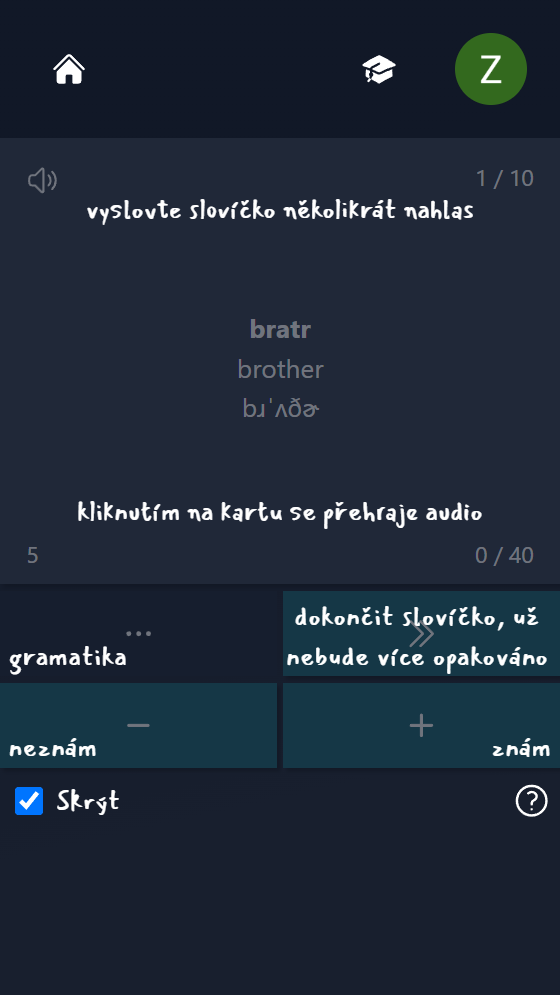 Z
1 / 10
vyslovte slovíčko několikrát nahlas
bratr
brother
bɹˈʌðɚ
kliknutím na kartu se přehraje audio
5
0 / 40
dokončit slovíčko, už
nebude více opakováno
gramatika
neznám
znám
Skrýt